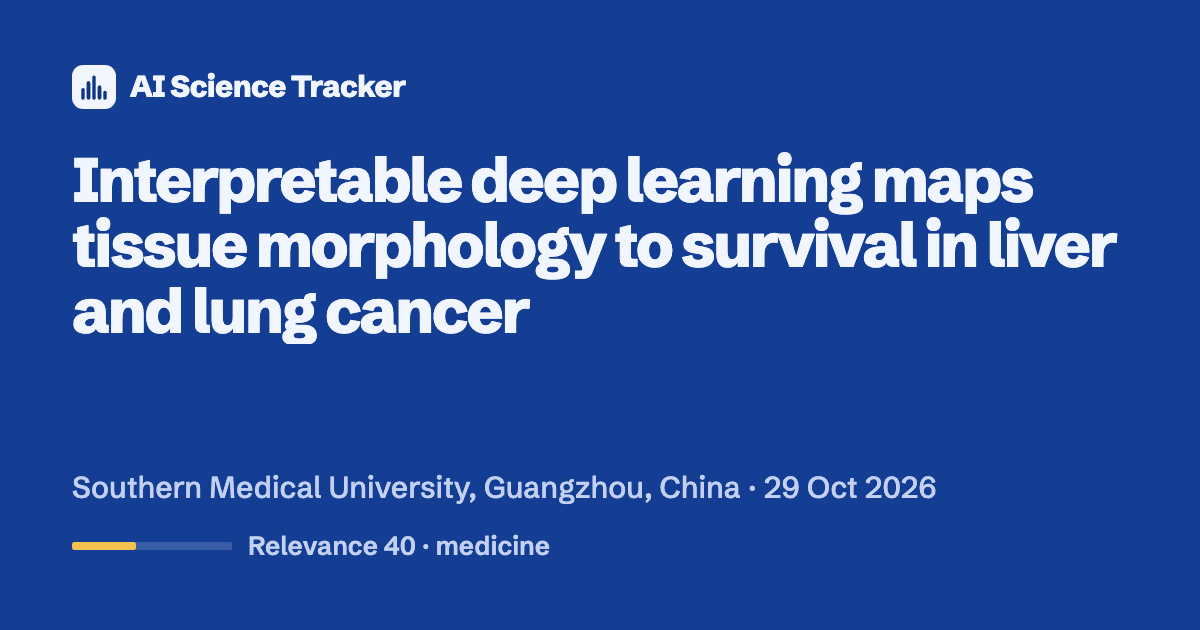 AI Science Tracker
Interpretable deep learning maps
tissue morphology to survival in liver
and lung cancer
Southern Medical University, Guangzhou, China · 29 Oct 2026
Relevance 40 · medicine